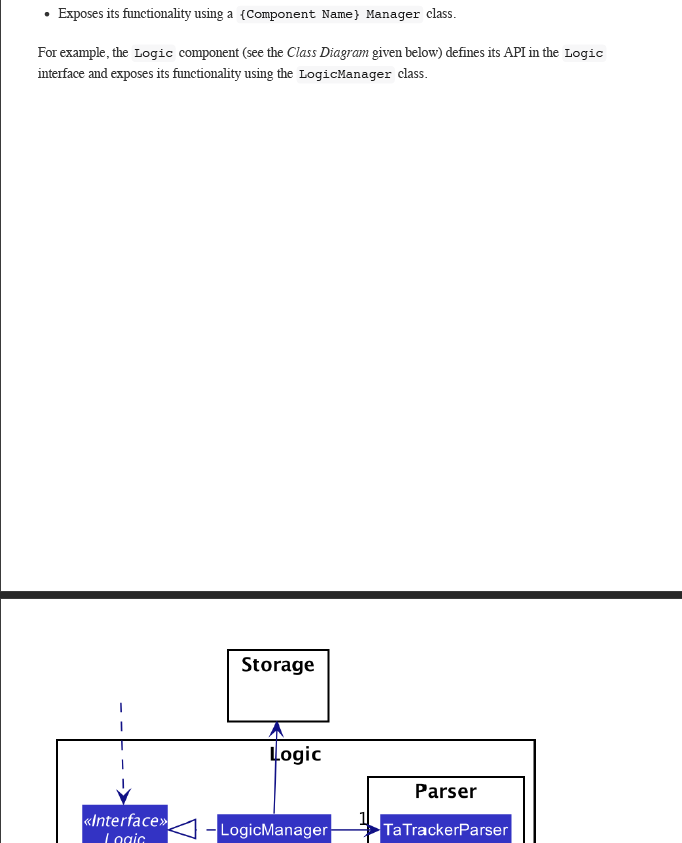 • Exposes its functionality using a {Component Name} Manager class.
For example, the Logic component (see the Class Diagram given below) defines its API in the Logic
interface and exposes its functionality using the LogicManager class.
Storage
Logic
Parser
«Interface»
Logic
LogicManager
1
TaTrackerParser